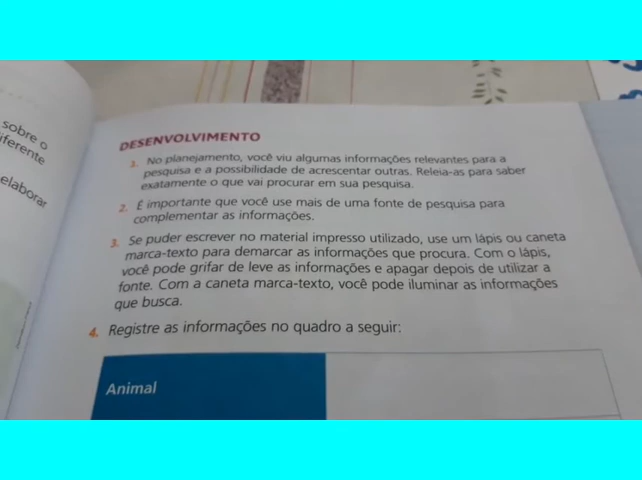 sobre o
iferente
elaborar
DESENVOLVIMENTO
1. No planejamento, você viu algumas informações relevantes para a
pesquisa e a possibilidade de acrescentar outras. Releia-as para saber
exatamente o que vai procurar em sua pesquisa.
2. É importante que você use mais de uma fonte de pesquisa para
complementar as informações.
3. Se puder escrever no material impresso utilizado, use um lápis ou caneta
marca-texto para demarcar as informações que procura. Com o lápis,
você pode grifar de leve as informações e apagar depois de utilizar a
fonte. Com a caneta marca-texto, você pode iluminar as informações
que busca.
4. Registre as informações no quadro a seguir:
Animal